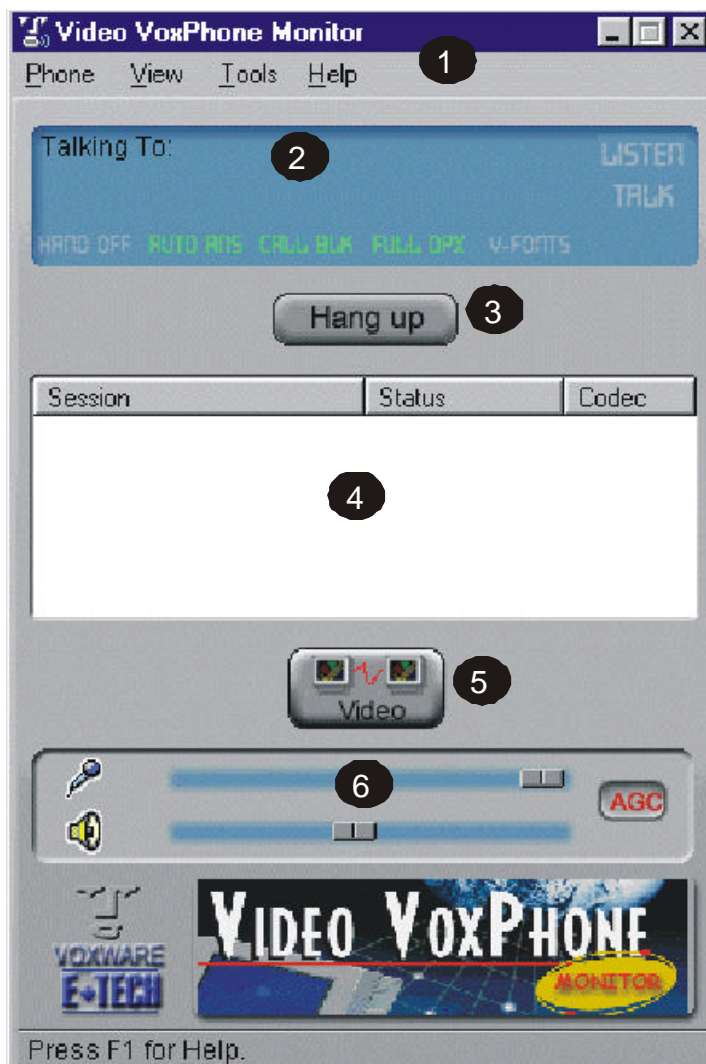 Video VoxPhone Monitor
1
Phone View Tools Help
Talking To:
2
LISTEN
TALK
HAND OFF AUTO ANS CALL BLK FULL DPX V-FONTS
Hang up
3
Session Status Codec
4
Video
5
6
AGC
VOXWARE
E-TECH
VIDEO VOXPHONE
MONITOR
Press F1 for Help.